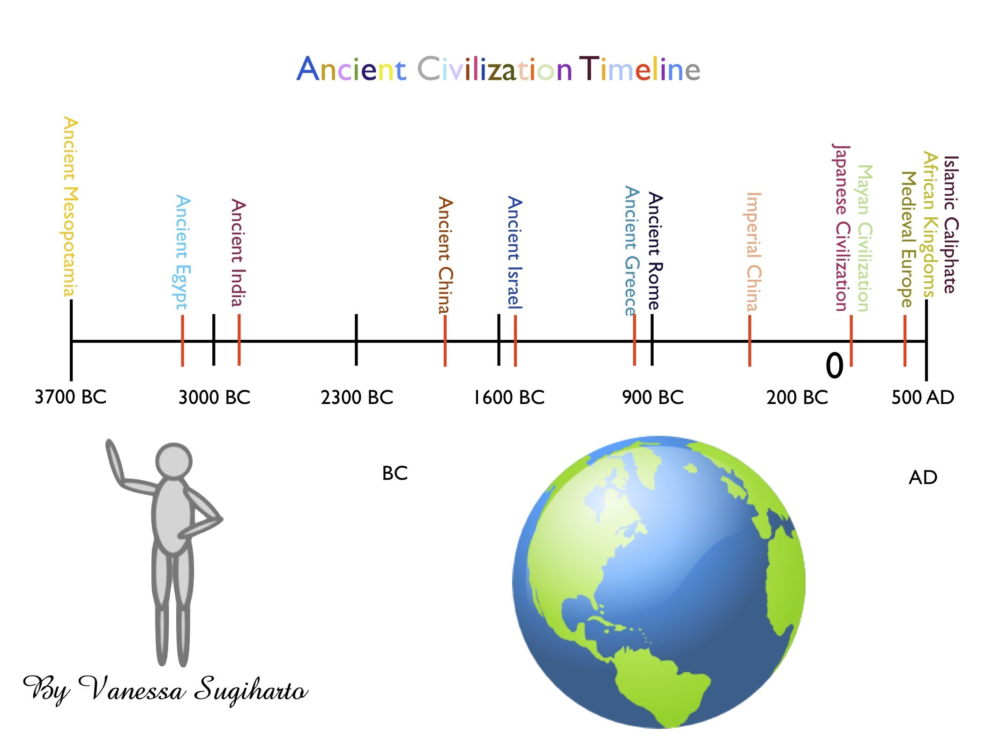 Ancient Civilization Timeline
Ancient Mesopotamia
Ancient Egypt
Ancient India
Ancient China
Ancient Israel
Ancient Greece
Ancient Rome
Imperial China
Japanese Civilization
Mayan Civilization
Medieval Europe
African Kingdoms
Islamic Caliphate
0
3700 BC
3000 BC
2300 BC
1600 BC
900 BC
200 BC
500 AD
BC
AD
By Vanessa Sugiharto